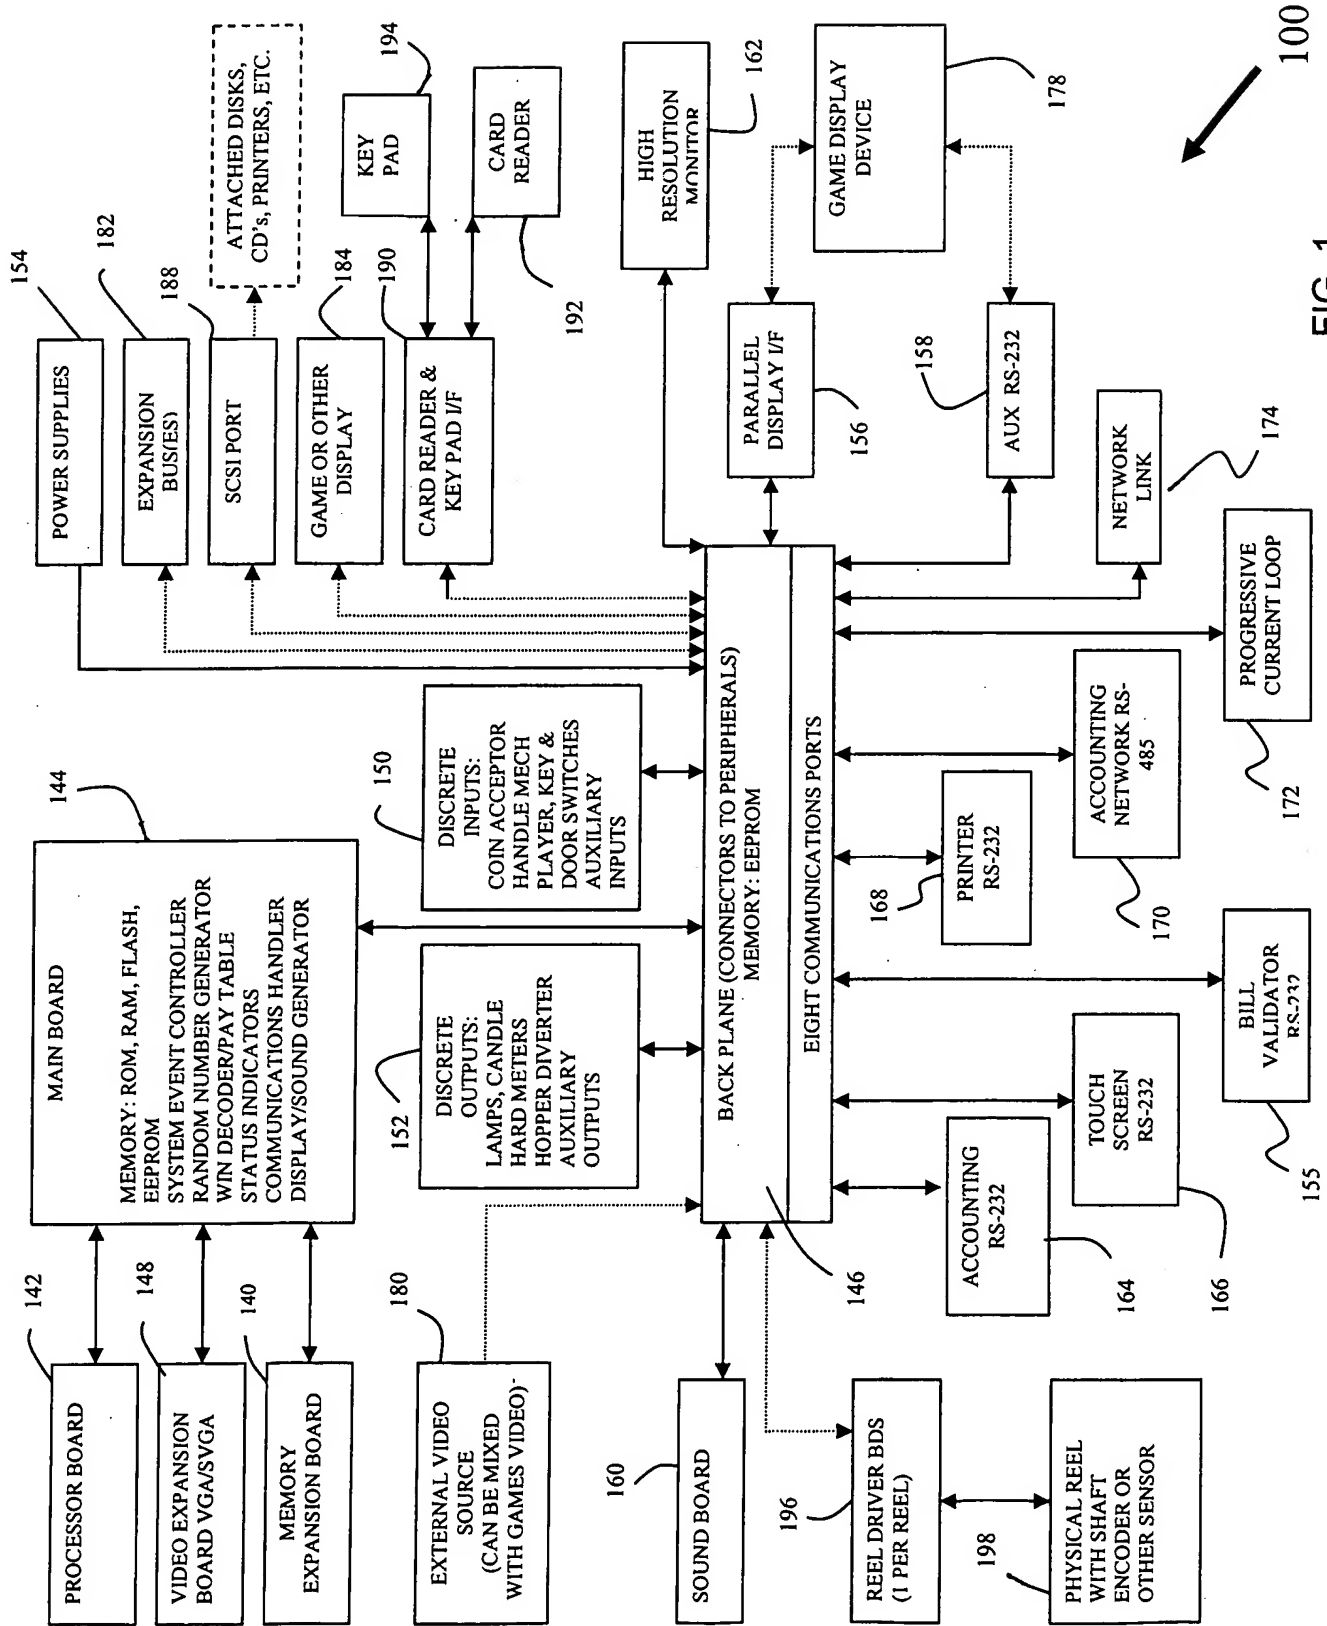 PROCESSOR BOARD
142
VIDEO EXPANSION
BOARD VGA/SVGA
148
MEMORY
EXPANSION BOARD
140
MAIN BOARD
MEMORY: ROM, RAM, FLASH,
EEPROM
SYSTEM EVENT CONTROLLER
RANDOM NUMBER GENERATOR
WIN DECODER/PAY TABLE
STATUS INDICATORS
COMMUNICATIONS HANDLER
DISPLAY/SOUND GENERATOR
144
POWER SUPPLIES
154
EXPANSION
BUS(ES)
182
SCSI PORT
188
ATTACHED DISKS,
CD's, PRINTERS, ETC.
GAME OR OTHER
DISPLAY
184
CARD READER &
KEY PAD I/F
190
KEY
PAD
194
CARD
READER
192
EXTERNAL VIDEO
SOURCE
(CAN BE MIXED
WITH GAMES VIDEO)-
180
DISCRETE
OUTPUTS:
LAMPS, CANDLE
HARD METERS
HOPPER DIVERTER
AUXILIARY
OUTPUTS
152
DISCRETE
INPUTS:
COIN ACCEPTOR
HANDLE MECH
PLAYER, KEY &
DOOR SWITCHES
AUXILIARY
INPUTS
150
HIGH
RESOLUTION
MONITOR
162
SOUND BOARD
160
BACK PLANE (CONNECTORS TO PERIPHERALS)
MEMORY: EEPROM
EIGHT COMMUNICATIONS PORTS
146
PARALLEL
DISPLAY I/F
156
GAME DISPLAY
DEVICE
178
REEL DRIVER BDS
(1 PER REEL)
196
PHYSICAL REEL
WITH SHAFT
ENCODER OR
OTHER SENSOR
198
ACCOUNTING
RS-232
164
TOUCH
SCREEN
RS-232
166
BILL
VALIDATOR
RS-232
155
PRINTER
RS-232
168
ACCOUNTING
NETWORK RS-
485
170
PROGRESSIVE
CURRENT LOOP
172
NETWORK
LINK
174
AUX RS-232
158
100
FIG. 1